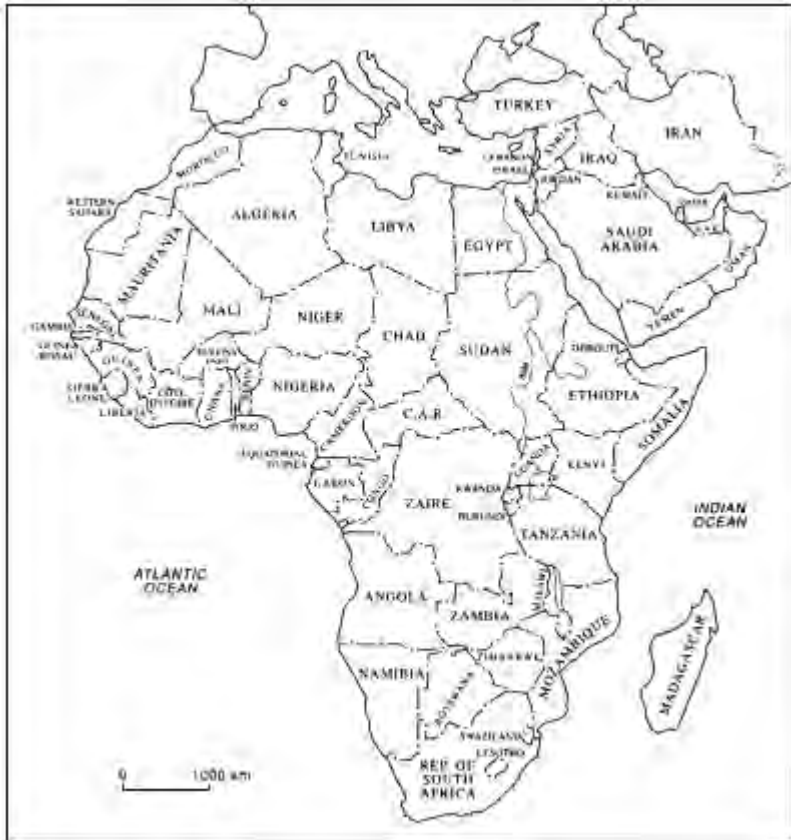 TURKEY
IRAN
SYRIA
LEBANON
ISRAEL
IRAQ
JORDAN
KUWAIT
TUNISIA
MOROCCO
WESTERN
SAHARA
ALGERIA
LIBYA
EGYPT
SAUDI
ARABIA
U.A.E.
OMAN
YEMEN
MAURITANIA
MALI
NIGER
CHAD
SUDAN
SENEGAL
GAMBIA
GUINEA
BISSAU
GUINEA
SIERRA
LEONE
LIBERIA
GHANA
TOGO
BENIN
NIGERIA
CAMEROON
C.A.R.
DJIBOUTI
ETHIOPIA
SOMALIA
EQUATORIAL
GUINEA
GABON
CONGO
ZAIRE
UGANDA
KENYA
RWANDA
BURUNDI
TANZANIA
INDIAN
OCEAN
ATLANTIC
OCEAN
ANGOLA
ZAMBIA
MALAWI
MOZAMBIQUE
ZIMBABWE
MADAGASCAR
NAMIBIA
BOTSWANA
SWAZILAND
LESOTHO
REP OF
SOUTH
AFRICA
0 1000 km